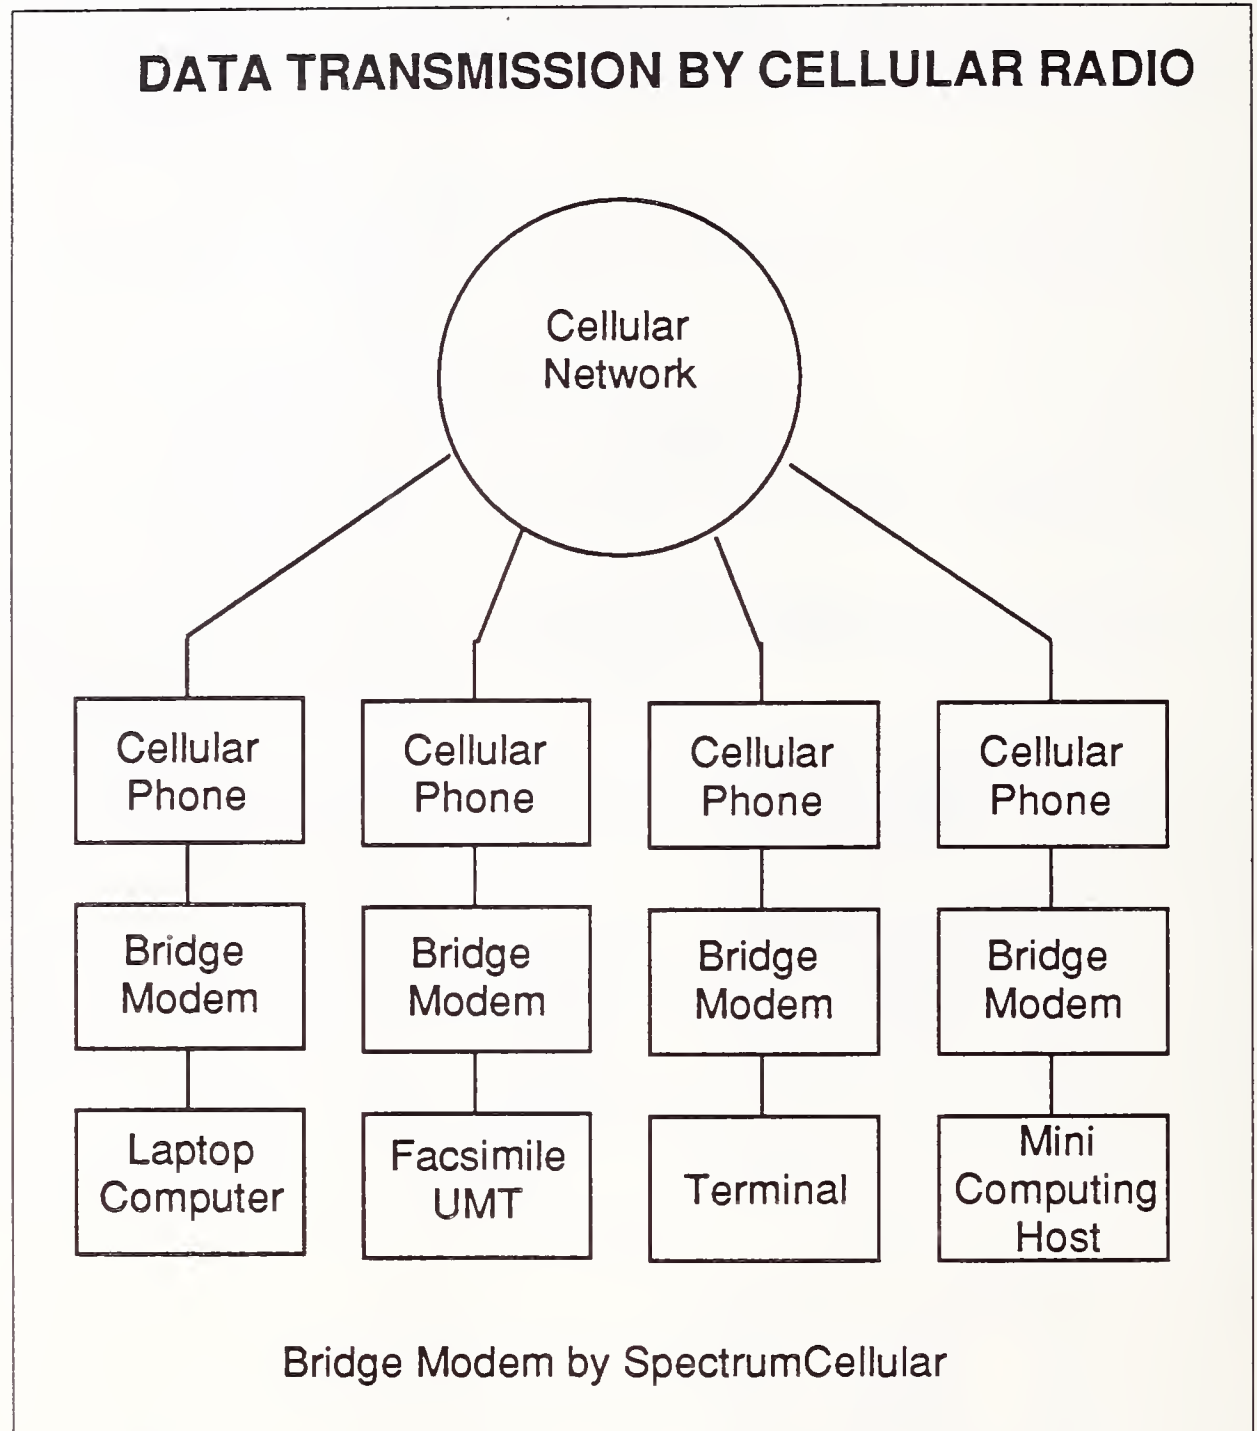 DATA TRANSMISSION BY CELLULAR RADIO
Cellular
Network
Cellular
Phone
Cellular
Phone
Cellular
Phone
Cellular
Phone
Bridge
Modem
Bridge
Modem
Bridge
Modem
Bridge
Modem
Laptop
Computer
Facsimile
UMT
Terminal
Mini
Computing
Host
Bridge Modem by SpectrumCellular